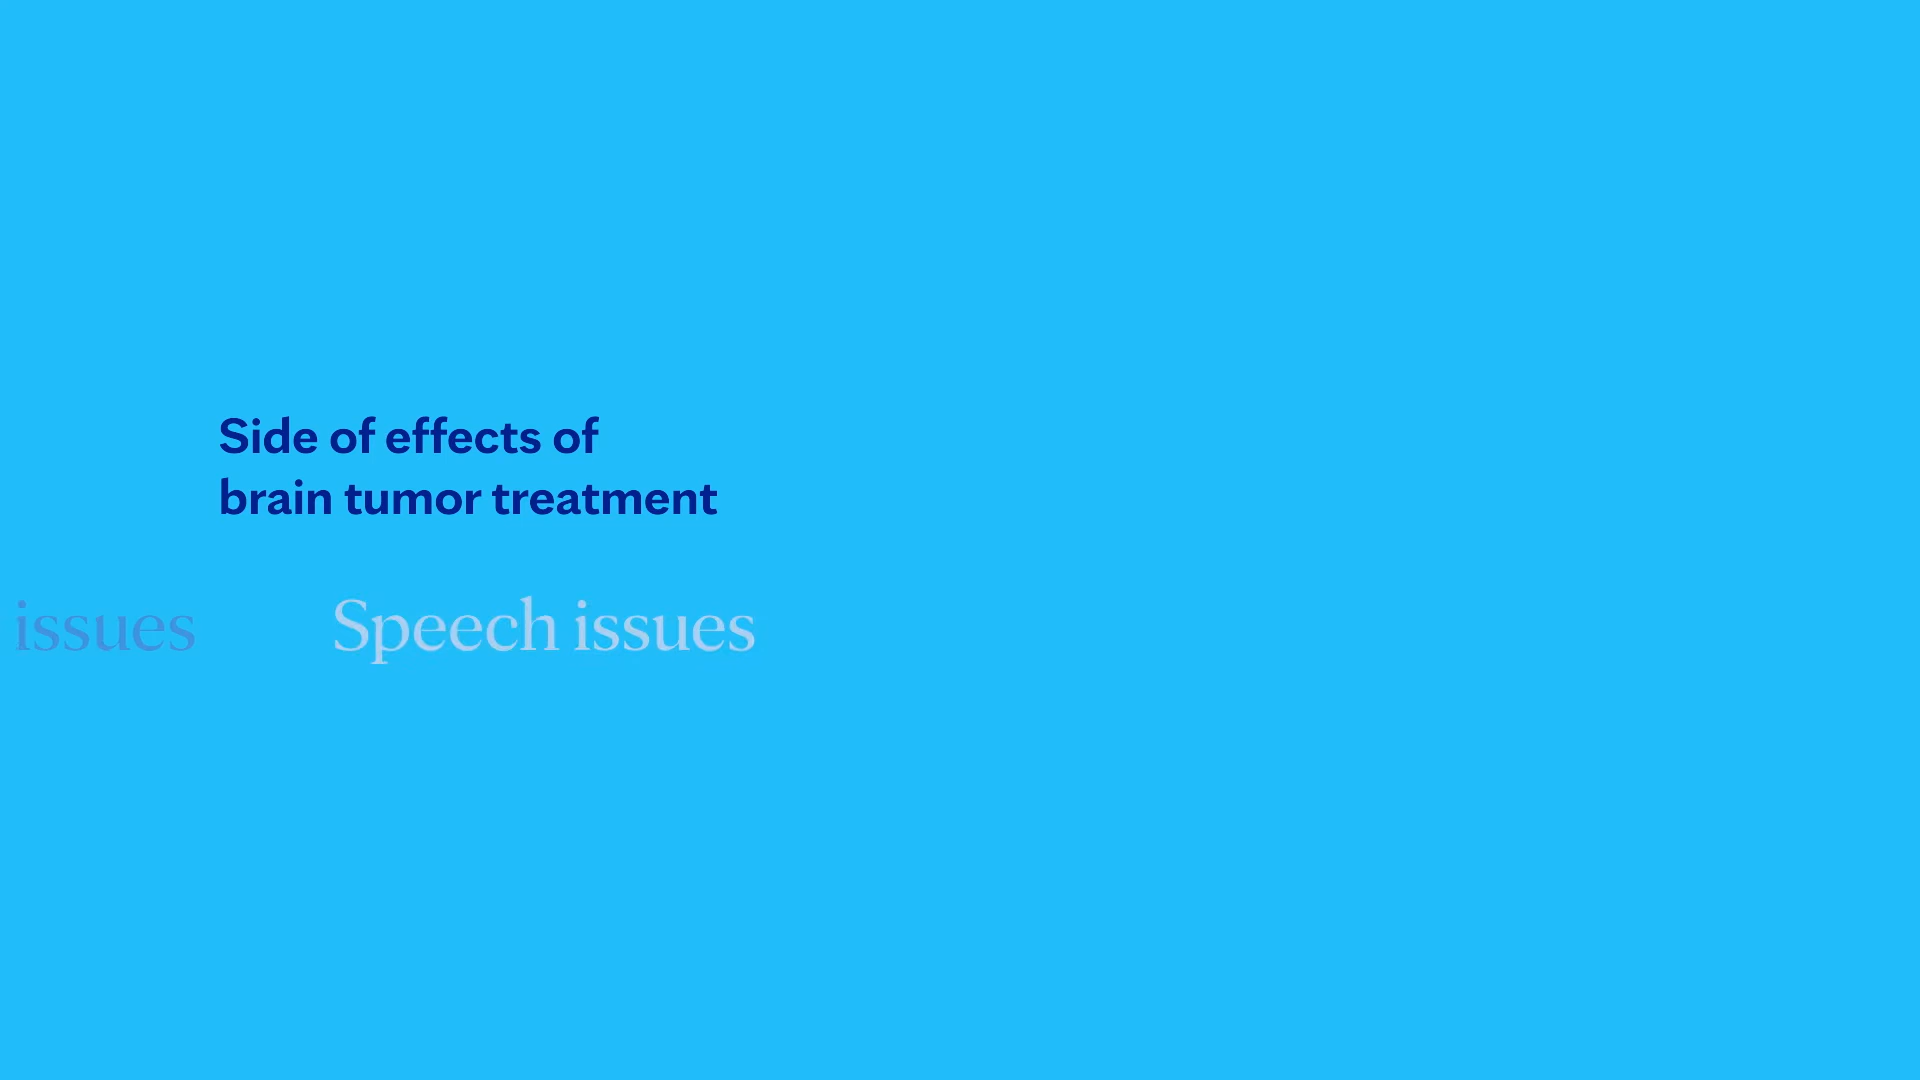 Side of effects of
brain tumor treatment
issues Speech issues